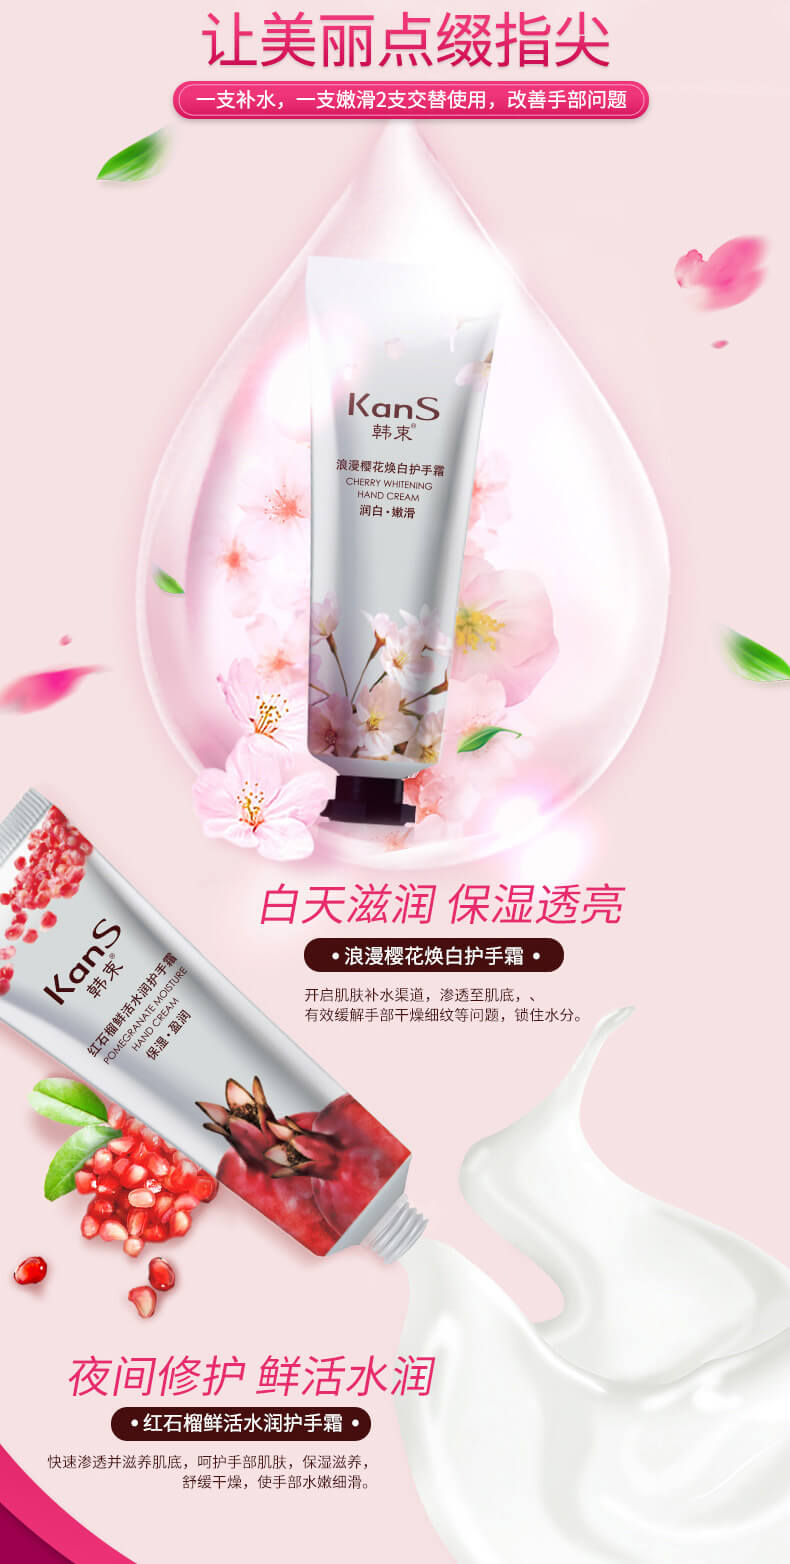 让美丽点缀指尖
一支补水，一支嫩滑2支交替使用，改善手部问题
KanS
韩束®
浪漫樱花焕白护手霜
CHERRY WHITENING
HAND CREAM
润白·嫩滑
白天滋润 保湿透亮
•浪漫樱花焕白护手霜•
开启肌肤补水渠道，渗透至肌底，、
有效缓解手部干燥细纹等问题，锁住水分。
KanS
韩束®
红石榴鲜活水润护手霜
POMEGRANATE MOISTURE
HAND CREAM
保湿·盈润
夜间修护 鲜活水润
•红石榴鲜活水润护手霜•
快速渗透并滋养肌底，呵护手部肌肤，保湿滋养，
舒缓干燥，使手部水嫩细滑。